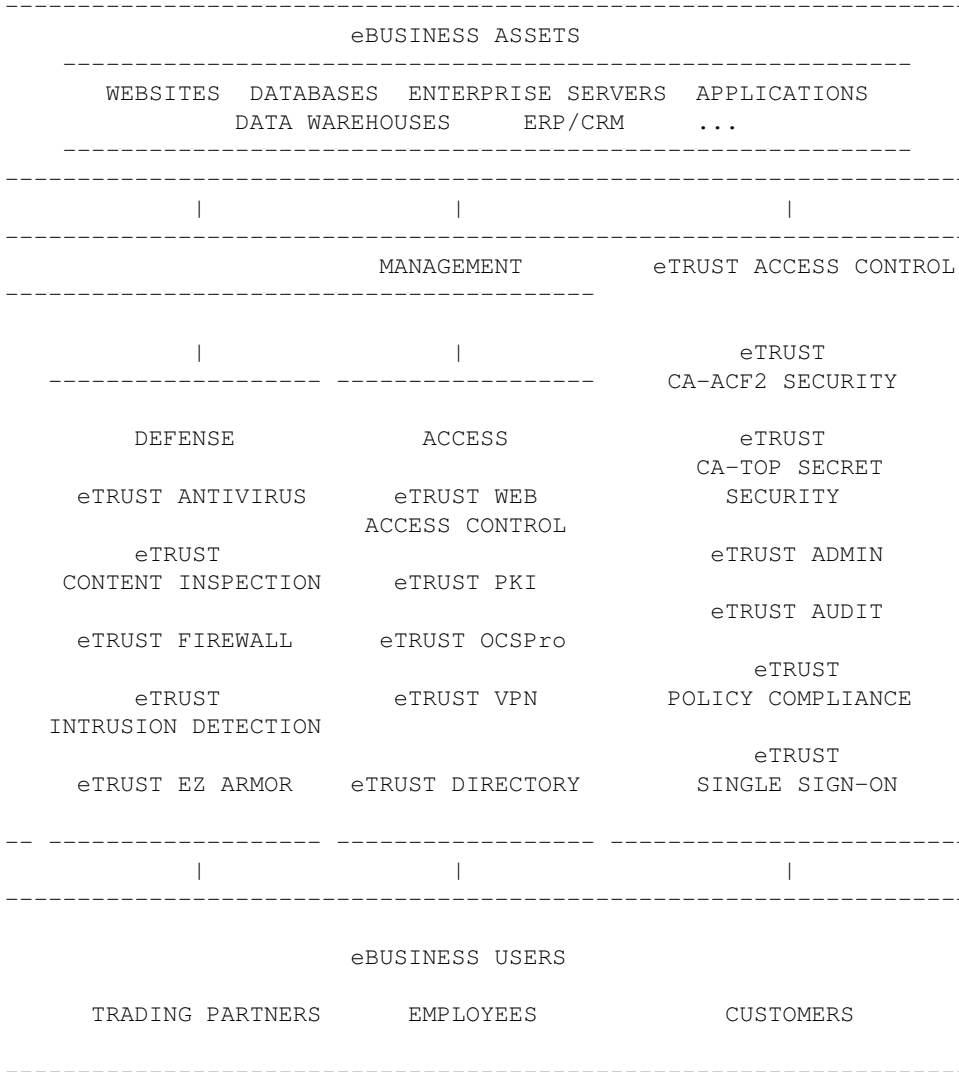 eBUSINESS ASSETS
WEBSITES DATABASES ENTERPRISE SERVERS APPLICATIONS
DATA WAREHOUSES ERP/CRM ...
MANAGEMENT eTRUST ACCESS CONTROL
eTRUST
CA-ACF2 SECURITY
DEFENSE ACCESS eTRUST
CA-TOP SECRET
eTRUST ANTIVIRUS eTRUST WEB SECURITY
ACCESS CONTROL
eTRUST eTRUST ADMIN
CONTENT INSPECTION eTRUST PKI
eTRUST AUDIT
eTRUST FIREWALL eTRUST OCSPro
eTRUST
eTRUST eTRUST VPN POLICY COMPLIANCE
INTRUSION DETECTION
eTRUST
eTRUST EZ ARMOR eTRUST DIRECTORY SINGLE SIGN-ON
eBUSINESS USERS
TRADING PARTNERS EMPLOYEES CUSTOMERS